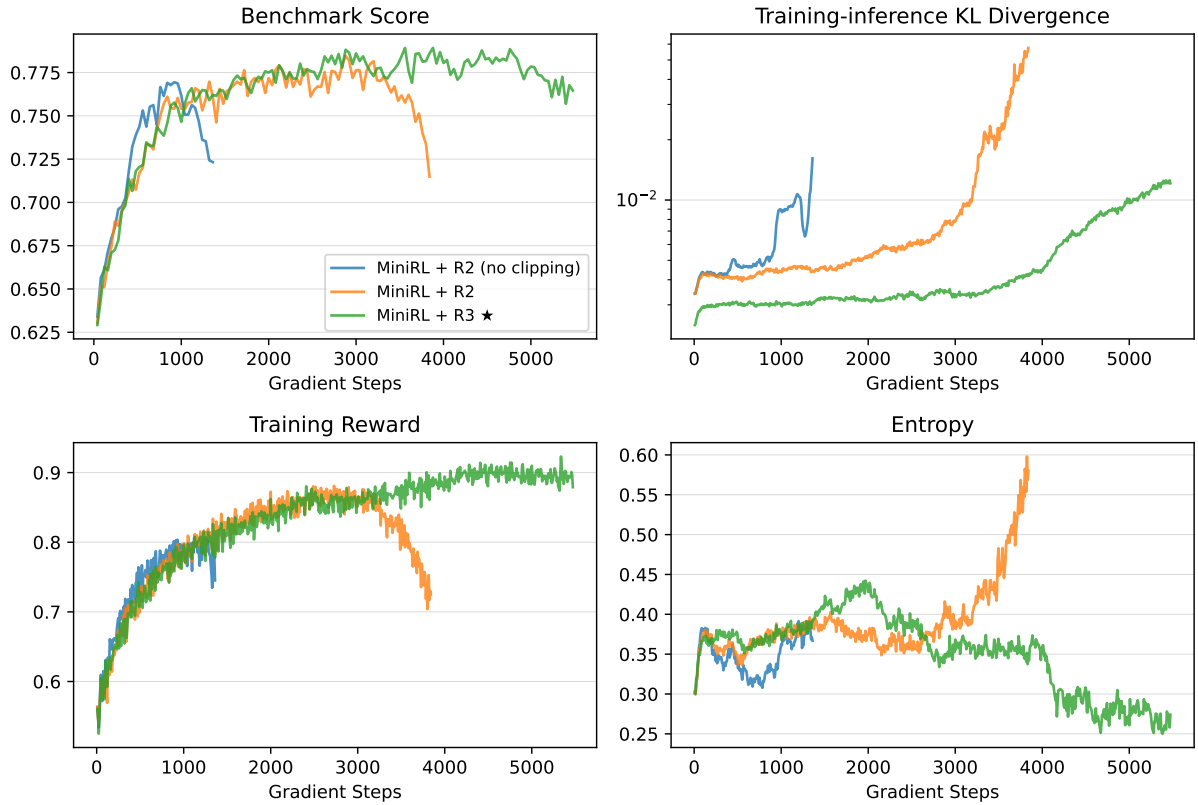 Benchmark Score
0.775
0.750
0.725
0.700
0.675
0.650
0.625
MiniRL + R2 (no clipping)
MiniRL + R2
MiniRL + R3 ★
0 1000 2000 3000 4000 5000
Gradient Steps
Training-inference KL Divergence
10⁻²
0 1000 2000 3000 4000 5000
Gradient Steps
Training Reward
0.9
0.8
0.7
0.6
0 1000 2000 3000 4000 5000
Gradient Steps
Entropy
0.60
0.55
0.50
0.45
0.40
0.35
0.30
0.25
0 1000 2000 3000 4000 5000
Gradient Steps